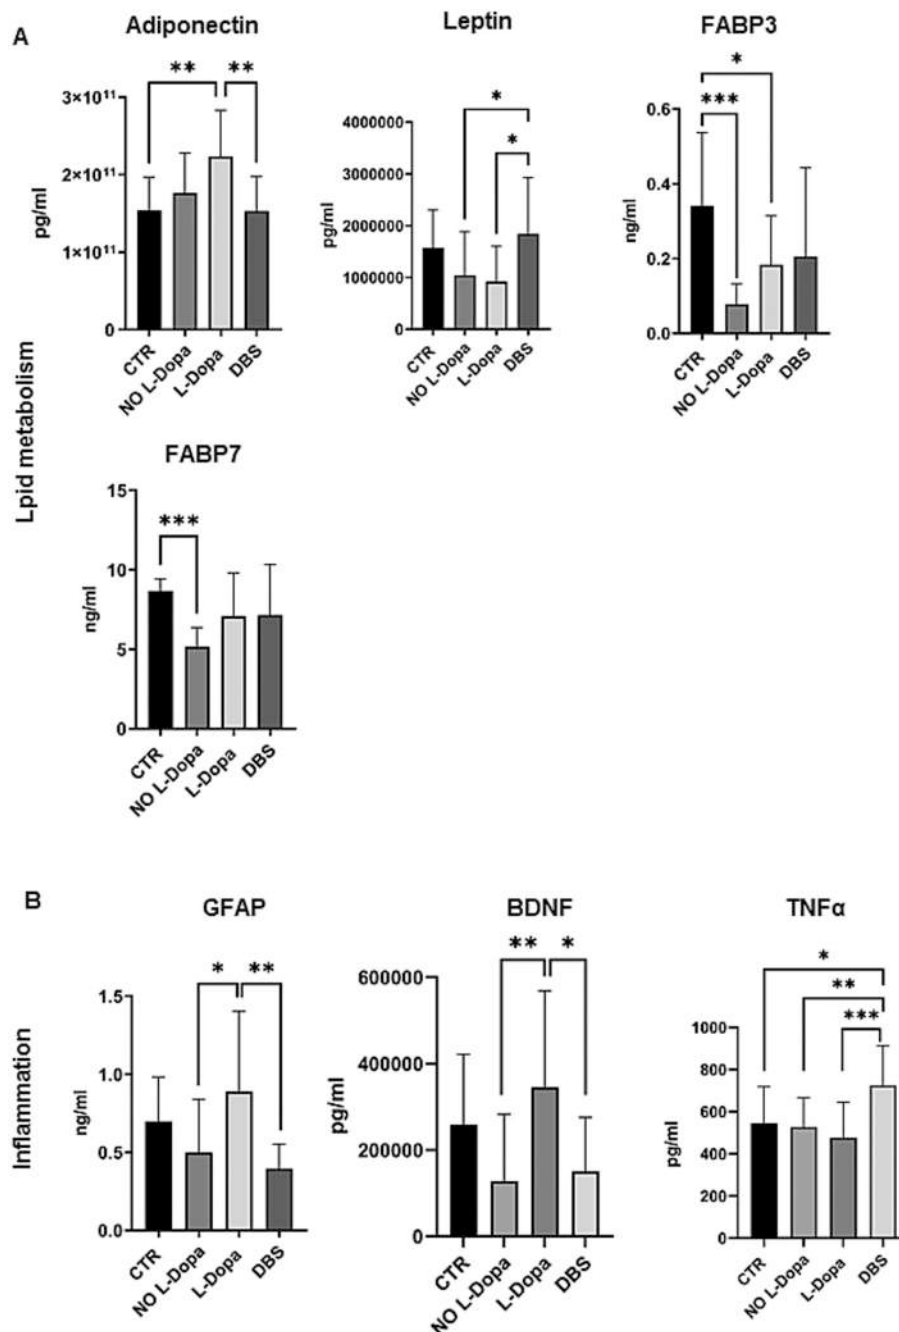 A
Adiponectin
** **
3×10¹¹
2×10¹¹
1×10¹¹
0
pg/ml
CTR
NO L-Dopa
L-Dopa
DBS
Leptin
*
*
4000000
3000000
2000000
1000000
0
pg/ml
CTR
NO L-Dopa
L-Dopa
DBS
FABP3
*
***
0.6
0.4
0.2
0.0
ng/ml
CTR
NO L-Dopa
L-Dopa
DBS
Lpid metabolism
FABP7
***
15
10
5
0
ng/ml
CTR
NO L-Dopa
L-Dopa
DBS
B
GFAP
* **
1.5
1.0
0.5
0.0
ng/ml
CTR
NO L-Dopa
L-Dopa
DBS
BDNF
** *
600000
400000
200000
0
pg/ml
CTR
NO L-Dopa
L-Dopa
DBS
TNFα
*
**
***
1000
800
600
400
200
0
pg/ml
CTR
NO L-Dopa
L-Dopa
DBS
Inflammation